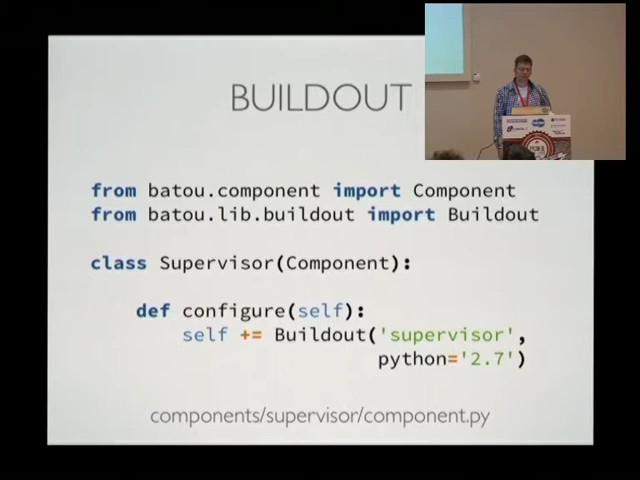 BUILDOUT
from batou.component import Component
from batou.lib.buildout import Buildout
class Supervisor(Component):
def configure(self):
self += Buildout('supervisor',
python='2.7')
components/supervisor/component.py